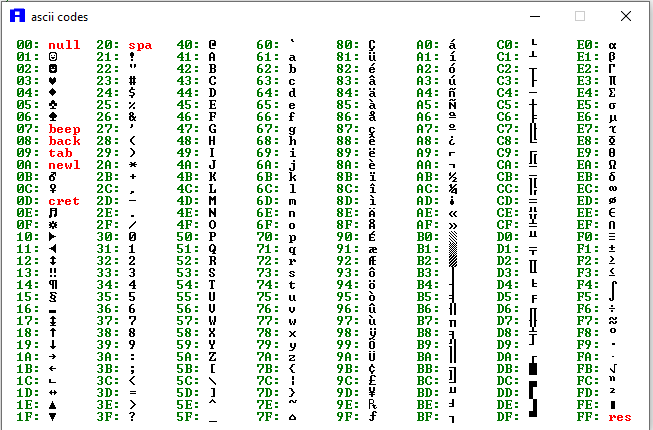 ascii codes
00: null 20: spa 40: @ 60: ` 80: Ç A0: á C0: └ E0: α
01: ☺ 21: ! 41: A 61: a 81: ü A1: í C1: ┴ E1: β
02: ☻ 22: " 42: B 62: b 82: é A2: ó C2: ┬ E2: Γ
03: ♥ 23: # 43: C 63: c 83: â A3: ú C3: ├ E3: Π
04: ♦ 24: $ 44: D 64: d 84: ä A4: ñ C4: ─ E4: Σ
05: ♣ 25: % 45: E 65: e 85: à A5: Ñ C5: ┼ E5: σ
06: ♠ 26: & 46: F 66: f 86: å A6: ª C6: ╞ E6: μ
07: beep 27: ' 47: G 67: g 87: ç A7: º C7: ╟ E7: τ
08: back 28: ( 48: H 68: h 88: ê A8: ¿ C8: ╚ E8: Φ
09: tab 29: ) 49: I 69: i 89: ë A9: ⌐ C9: ╔ E9: Θ
0A: newl 2A: * 4A: J 6A: j 8A: è AA: ¬ CA: ╩ EA: Ω
0B: ♂ 2B: + 4B: K 6B: k 8B: ï AB: ½ CB: ╦ EB: δ
0C: ♀ 2C: , 4C: L 6C: l 8C: î AC: ¼ CC: ╠ EC: ∞
0D: cret 2D: - 4D: M 6D: m 8D: ì AD: ¡ CD: ═ ED: ø
0E: ♫ 2E: . 4E: N 6E: n 8E: Ä AE: « CE: ╬ EE: ∈
0F: ☼ 2F: / 4F: O 6F: o 8F: Å AF: » CF: ╧ EF: ∩
10: ► 30: 0 50: P 70: p 90: É B0: ░ D0: ╨ F0: ≡
11: ◄ 31: 1 51: Q 71: q 91: æ B1: ▒ D1: ╤ F1: ±
12: ↕ 32: 2 52: R 72: r 92: Æ B2: ▓ D2: ╥ F2: ≥
13: ‼ 33: 3 53: S 73: s 93: ô B3: │ D3: ╙ F3: ≤
14: ¶ 34: 4 54: T 74: t 94: ö B4: ┤ D4: ╘ F4: ⌠
15: § 35: 5 55: U 75: u 95: ò B5: ╡ D5: ╒ F5: ⌡
16: ▬ 36: 6 56: V 76: v 96: û B6: ╢ D6: ╓ F6: ÷
17: ↨ 37: 7 57: W 77: w 97: ù B7: ╖ D7: ╫ F7: ≈
18: ↑ 38: 8 58: X 78: x 98: ÿ B8: ╕ D8: ╪ F8: °
19: ↓ 39: 9 59: Y 79: y 99: Ö B9: ╣ D9: ┘ F9: ∙
1A: → 3A: : 5A: Z 7A: z 9A: Ü BA: ║ DA: ┌ FA: ·
1B: ← 3B: ; 5B: [ 7B: { 9B: ¢ BB: ╗ DB: █ FB: √
1C: ∟ 3C: < 5C: \ 7C: ¦ 9C: £ BC: ╝ DC: ▄ FC: ⁿ
1D: ↔ 3D: = 5D: ] 7D: } 9D: ¥ BD: ╜ DD: ▌ FD: ²
1E: ▲ 3E: > 5E: ^ 7E: ~ 9E: ₧ BE: ╛ DE: ▐ FE: ■
1F: ▼ 3F: ? 5F: _ 7F: ⌂ 9F: ƒ BF: ┐ DF: ▀ FF: res